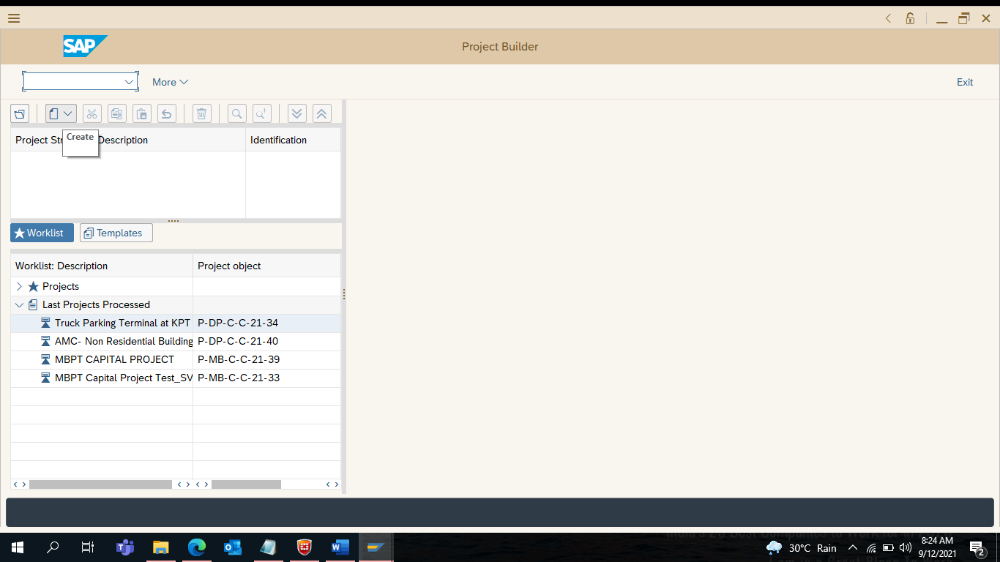 SAP
Project Builder
More
Exit
Project Str
Description
Identification
Create
Worklist
Templates
Worklist: Description
Project object
Projects
Last Projects Processed
Truck Parking Terminal at KPT
P-DP-C-C-21-34
AMC- Non Residential Building
P-DP-C-C-21-40
MBPT CAPITAL PROJECT
P-MB-C-C-21-39
MBPT Capital Project Test_SV
P-MB-C-C-21-33
30°C Rain
8:24 AM
9/12/2021
2